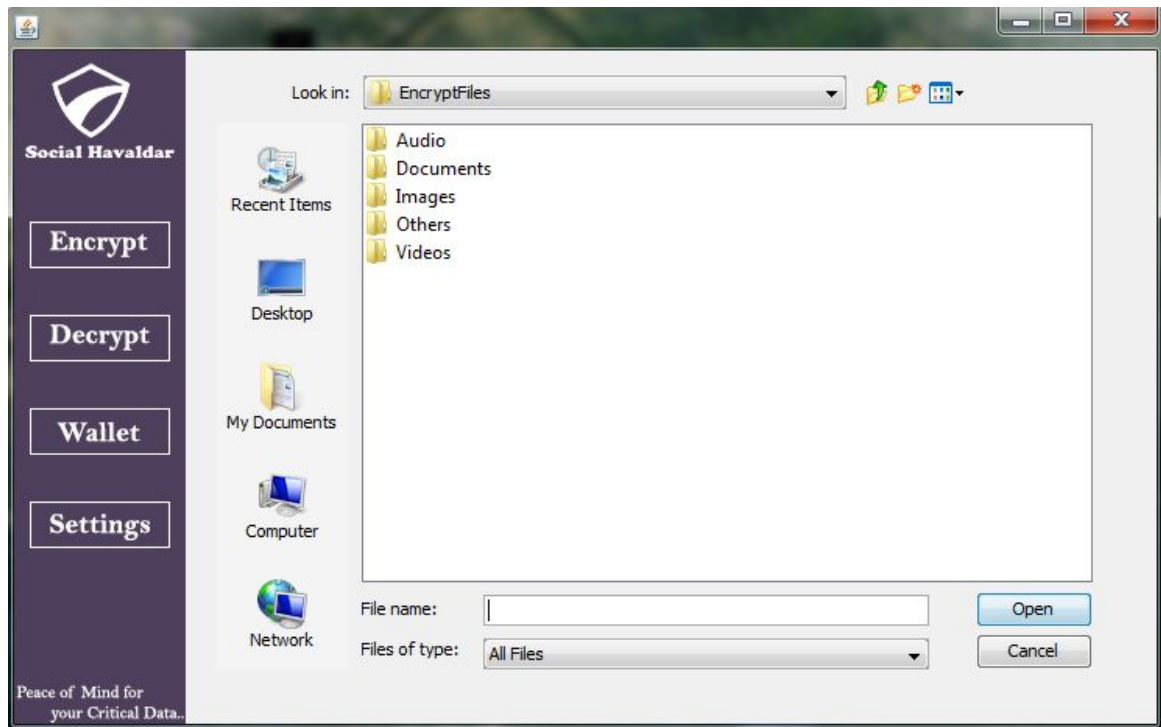 Social Havaldar
Encrypt
Decrypt
Wallet
Settings
Peace of Mind for
your Critical Data..
Look in:
EncryptFiles
Recent Items
Desktop
My Documents
Computer
Network
Audio
Documents
Images
Others
Videos
File name:
Open
Files of type:
All Files
Cancel